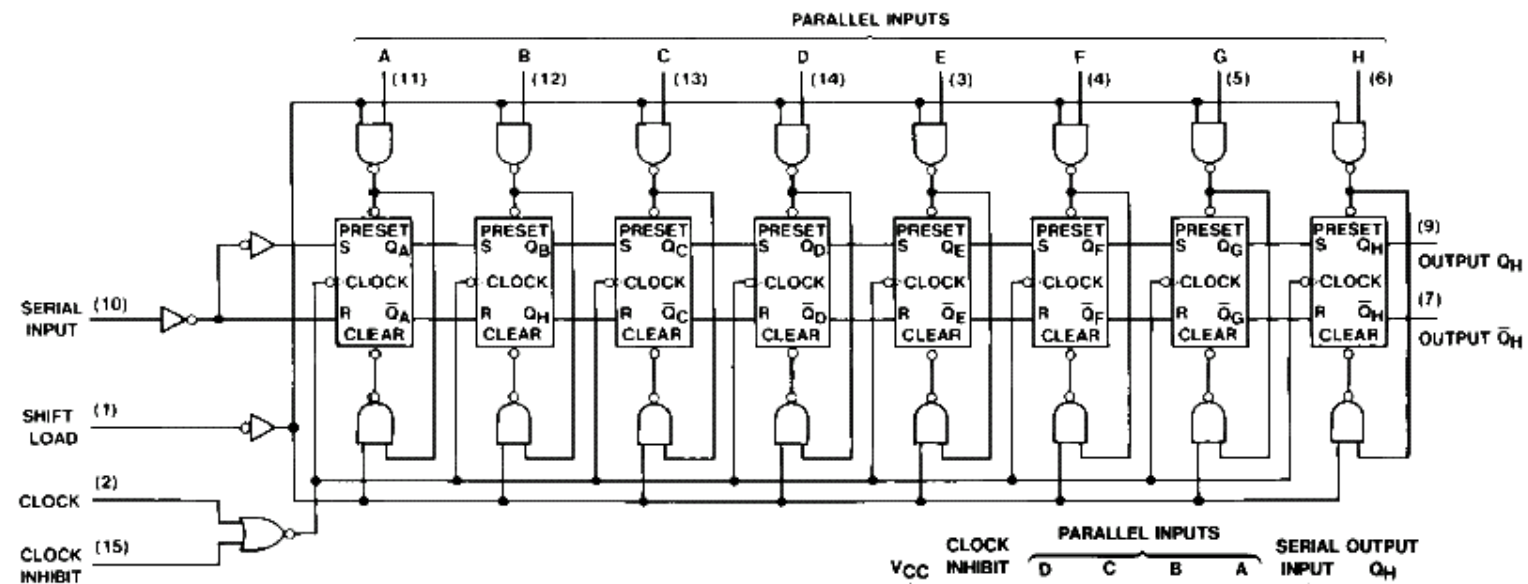 PARALLEL INPUTS
A B C D E F G H
(11) (12) (13) (14) (3) (4) (5) (6)
PRESET PRESET PRESET PRESET PRESET PRESET PRESET PRESET
S QA S QB S QC S QD S QE S QF S QG S QH
(9)
OUTPUT QH
CLOCK CLOCK CLOCK CLOCK CLOCK CLOCK CLOCK CLOCK
SERIAL INPUT
(10)
R Q̄A R Q̄H R Q̄C R Q̄D R Q̄E R Q̄F R Q̄G R Q̄H
(7)
OUTPUT Q̄H
CLEAR CLEAR CLEAR CLEAR CLEAR CLEAR CLEAR CLEAR
SHIFT
LOAD
(1)
CLOCK
(2)
CLOCK
INHIBIT
(15)
VCC
CLOCK
INHIBIT
PARALLEL INPUTS
D C B A
SERIAL OUTPUT
INPUT QH